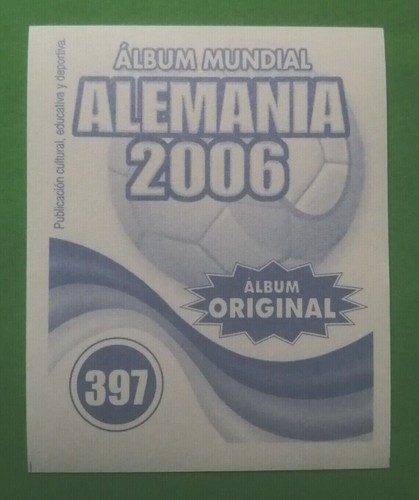 ÁLBUM MUNDIAL
ALEMANIA
2006
Publicación cultural, educativa y deportiva.
ÁLBUM
ORIGINAL
397